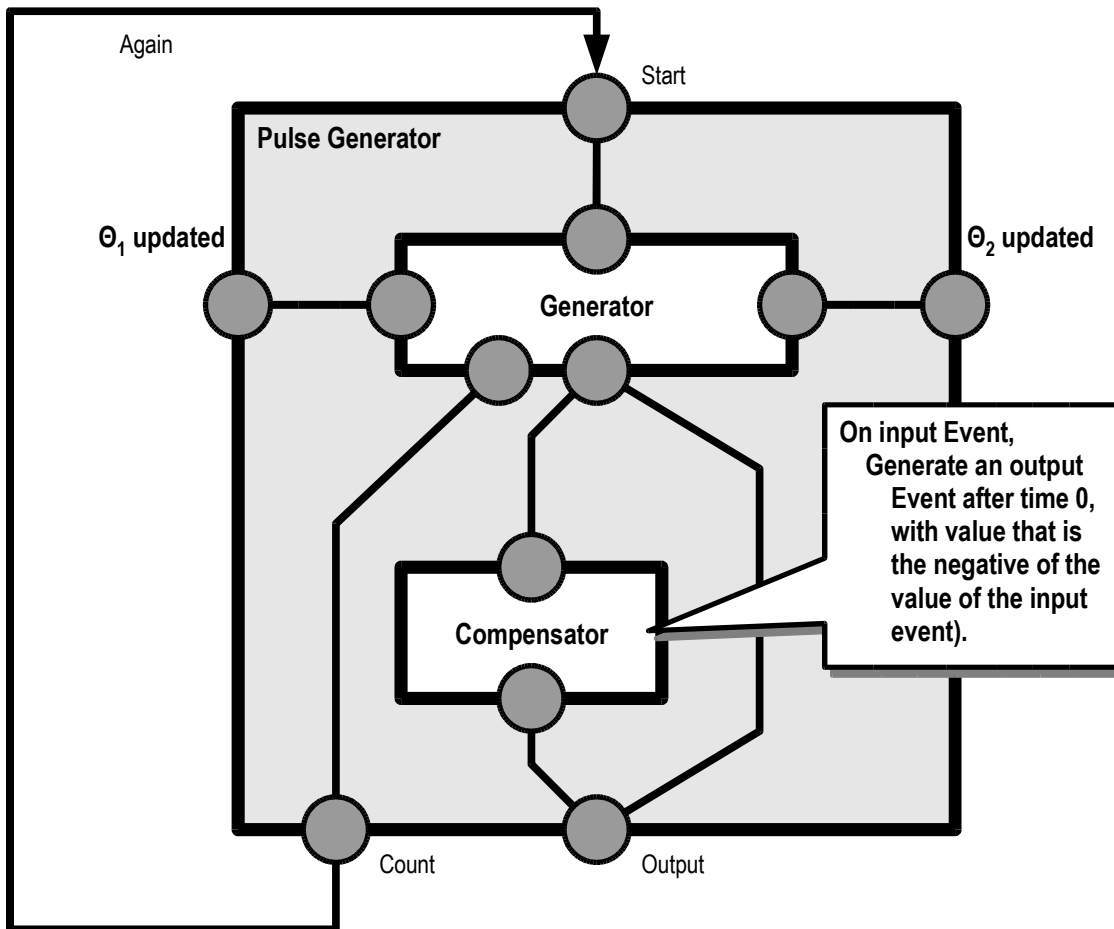 Again
Start
Pulse Generator
Θ1 updated
Θ2 updated
Generator
On input Event,
Generate an output
Event after time 0,
with value that is
the negative of the
value of the input
event).
Compensator
Count
Output